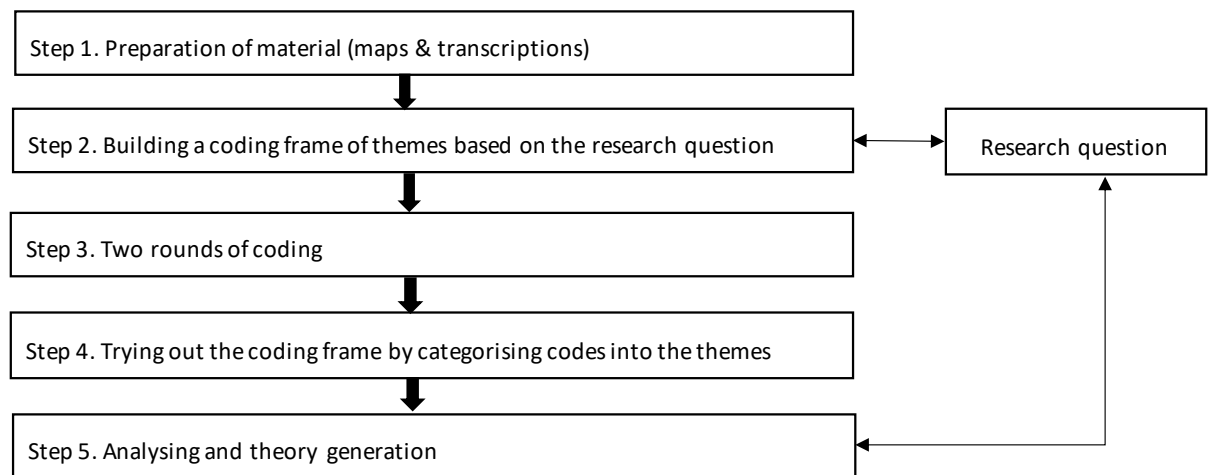 Step 1. Preparation of material (maps & transcriptions)
Step 2. Building a coding frame of themes based on the research question
Research question
Step 3. Two rounds of coding
Step 4. Trying out the coding frame by categorising codes into the themes
Step 5. Analysing and theory generation